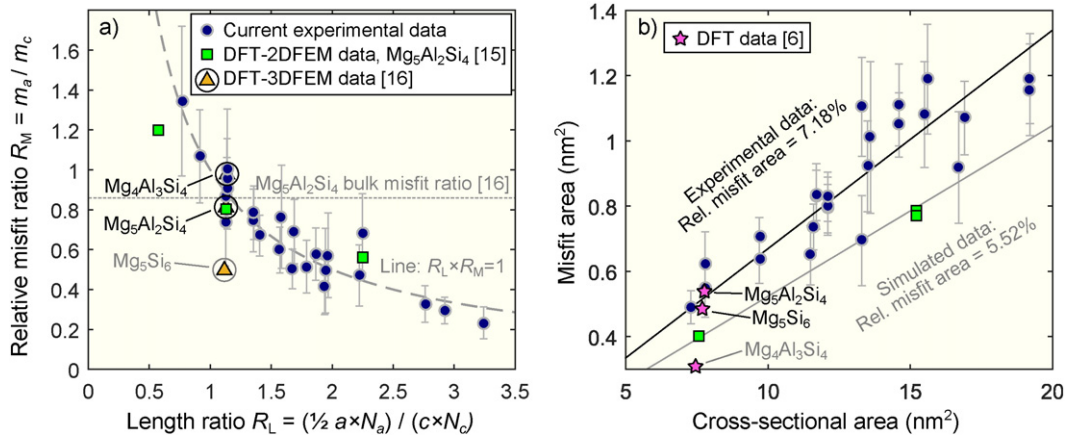 a)
Current experimental data
DFT-2DFEM data, Mg5Al2Si4 [15]
DFT-3DFEM data [16]
Relative misfit ratio RM = ma / mc
1.6
1.4
1.2
1.0
0.8
0.6
0.4
0.2
0
Mg4Al3Si4
Mg5Al2Si4 bulk misfit ratio [16]
Mg5Al2Si4
Mg5Si6
Line: RL×RM=1
0 0.5 1.0 1.5 2.0 2.5 3.0 3.5
Length ratio RL = (½ a×Na) / (c×Nc)
b)
DFT data [6]
Misfit area (nm²)
1.4
1.2
1.0
0.8
0.6
0.4
Experimental data:
Rel. misfit area = 7.18%
Simulated data:
Rel. misfit area = 5.52%
Mg5Al2Si4
Mg5Si6
Mg4Al3Si4
5 10 15 20
Cross-sectional area (nm²)